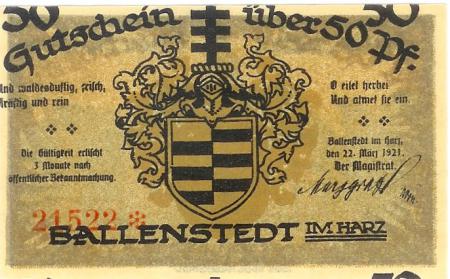 50 50
Gutschein über 50 Pf.
Und waldesduftig, frisch,
kräftig und rein
O eilet herbei
Und atmet sie ein.
Die Gültigkeit erlischt
3 Monate nach
öffentlicher Bekanntmachung.
Ballenstedt im Harz,
den 22. März 1921.
Der Magistrat.
21522 *
BALLENSTEDT IM HARZ
50